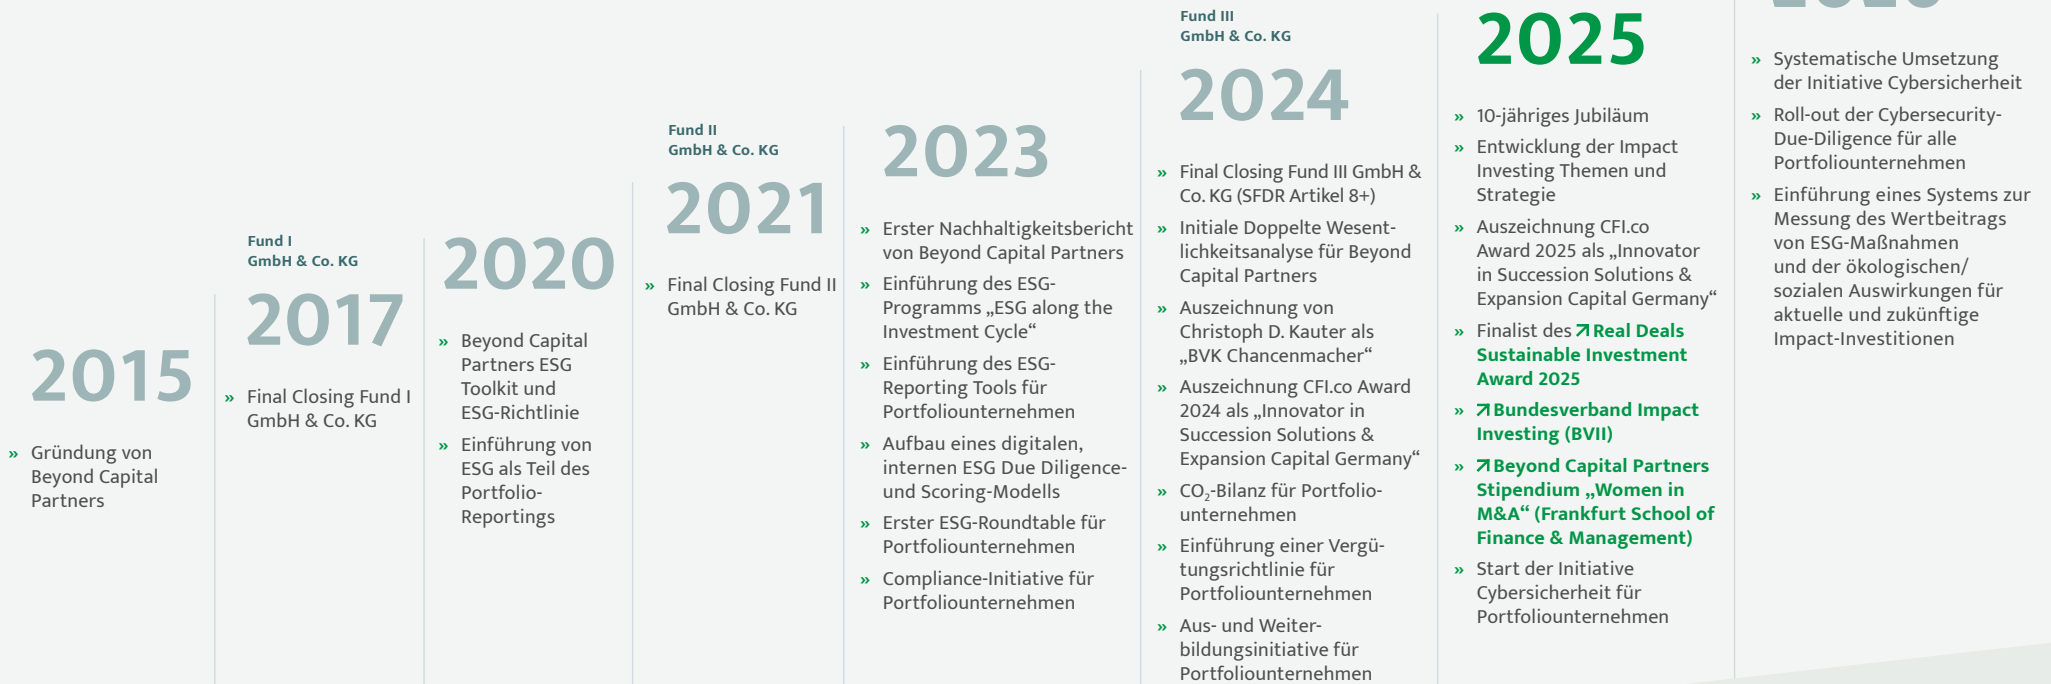 2015
» Gründung von
Beyond Capital
Partners
Fund I
GmbH & Co. KG
2017
» Final Closing Fund I
GmbH & Co. KG
2020
» Beyond Capital
Partners ESG
Toolkit und
ESG-Richtlinie
» Einführung von
ESG als Teil des
Portfolio-
Reportings
Fund II
GmbH & Co. KG
2021
» Final Closing Fund II
GmbH & Co. KG
2023
» Erster Nachhaltigkeitsbericht
von Beyond Capital Partners
» Einführung des ESG-
Programms „ESG along the
Investment Cycle“
» Einführung des ESG-
Reporting Tools für
Portfoliounternehmen
» Aufbau eines digitalen,
internen ESG Due Diligence-
und Scoring-Modells
» Erster ESG-Roundtable für
Portfoliounternehmen
» Compliance-Initiative für
Portfoliounternehmen
Fund III
GmbH & Co. KG
2024
» Final Closing Fund III GmbH &
Co. KG (SFDR Artikel 8+)
» Initiale Doppelte Wesent-
lichkeitsanalyse für Beyond
Capital Partners
» Auszeichnung von
Christoph D. Kauter als
„BVK Chancenmacher“
» Auszeichnung CFI.co Award
2024 als „Innovator in
Succession Solutions &
Expansion Capital Germany“
» CO₂-Bilanz für Portfolio-
unternehmen
» Einführung einer Vergü-
tungsrichtlinie für
Portfoliounternehmen
» Aus- und Weiter-
bildungsinitiative für
Portfoliounternehmen
2025
» 10-jähriges Jubiläum
» Entwicklung der Impact
Investing Themen und
Strategie
» Auszeichnung CFI.co
Award 2025 als „Innovator
in Succession Solutions &
Expansion Capital Germany“
» Finalist des Real Deals
Sustainable Investment
Award 2025
» Bundesverband Impact
Investing (BVII)
» Beyond Capital Partners
Stipendium „Women in
M&A“ (Frankfurt School of
Finance & Management)
» Start der Initiative
Cybersicherheit für
Portfoliounternehmen
» Systematische Umsetzung
der Initiative Cybersicherheit
» Roll-out der Cybersecurity-
Due-Diligence für alle
Portfoliounternehmen
» Einführung eines Systems zur
Messung des Wertbeitrags
von ESG-Maßnahmen
und der ökologischen/
sozialen Auswirkungen für
aktuelle und zukünftige
Impact-Investitionen